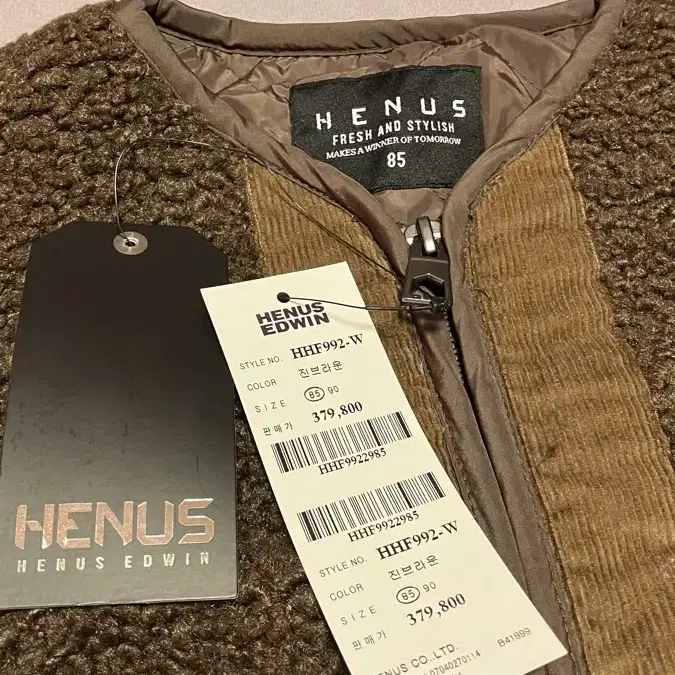 HENUS
FRESH AND STYLISH
MAKES A WINNER OF TOMORROW
85
HENUS
HENUS EDWIN
HENUS
EDWIN
STYLE NO. HHF992-W
COLOR 진브라운
SIZE 85 90
판매가 379,800
HHF9922985
HHF9922985
STYLE NO. HHF992-W
COLOR 진브라운
SIZE 85 90
판매가 379,800
ENUS CO.,LTD.
L07040270114 B41899